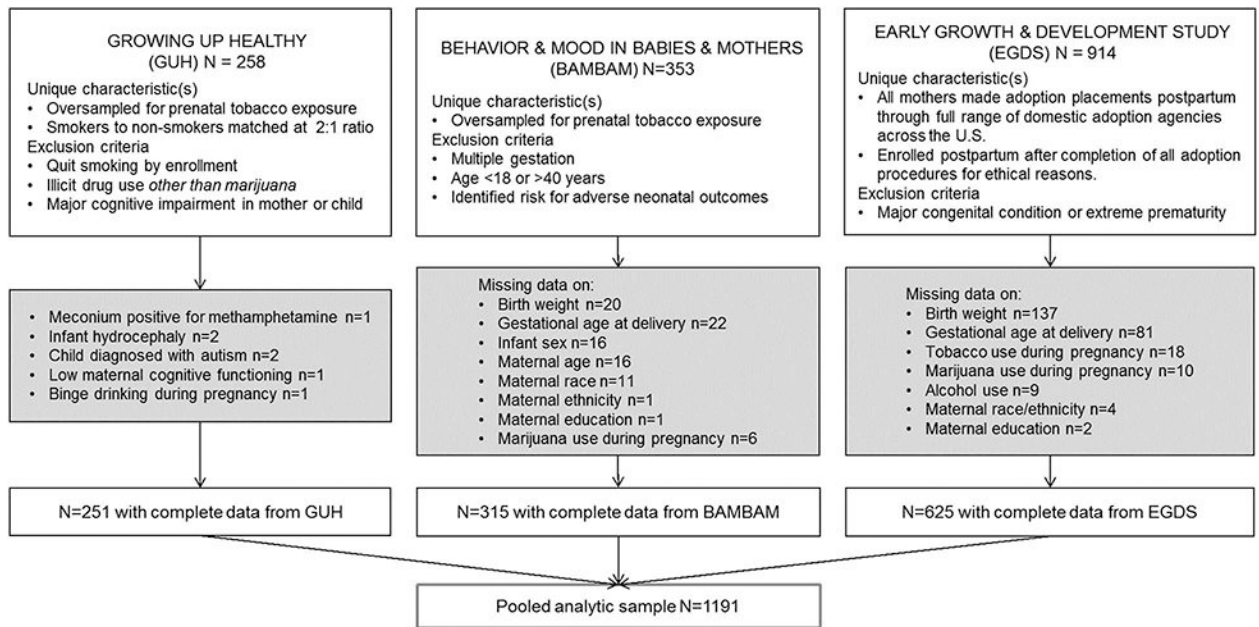 GROWING UP HEALTHY
(GUH) N = 258
Unique characteristic(s)
• Oversampled for prenatal tobacco exposure
• Smokers to non-smokers matched at 2:1 ratio
Exclusion criteria
• Quit smoking by enrollment
• Illicit drug use other than marijuana
• Major cognitive impairment in mother or child
BEHAVIOR & MOOD IN BABIES & MOTHERS
(BAMBAM) N=353
Unique characteristic(s)
• Oversampled for prenatal tobacco exposure
Exclusion criteria
• Multiple gestation
• Age <18 or >40 years
• Identified risk for adverse neonatal outcomes
EARLY GROWTH & DEVELOPMENT STUDY
(EGDS) N = 914
Unique characteristic(s)
• All mothers made adoption placements postpartum
through full range of domestic adoption agencies
across the U.S.
• Enrolled postpartum after completion of all adoption
procedures for ethical reasons.
Exclusion criteria
• Major congenital condition or extreme prematurity
• Meconium positive for methamphetamine n=1
• Infant hydrocephaly n=2
• Child diagnosed with autism n=2
• Low maternal cognitive functioning n=1
• Binge drinking during pregnancy n=1
Missing data on:
• Birth weight n=20
• Gestational age at delivery n=22
• Infant sex n=16
• Maternal age n=16
• Maternal race n=11
• Maternal ethnicity n=1
• Maternal education n=1
• Marijuana use during pregnancy n=6
Missing data on:
• Birth weight n=137
• Gestational age at delivery n=81
• Tobacco use during pregnancy n=18
• Marijuana use during pregnancy n=10
• Alcohol use n=9
• Maternal race/ethnicity n=4
• Maternal education n=2
N=251 with complete data from GUH
N=315 with complete data from BAMBAM
N=625 with complete data from EGDS
Pooled analytic sample N=1191